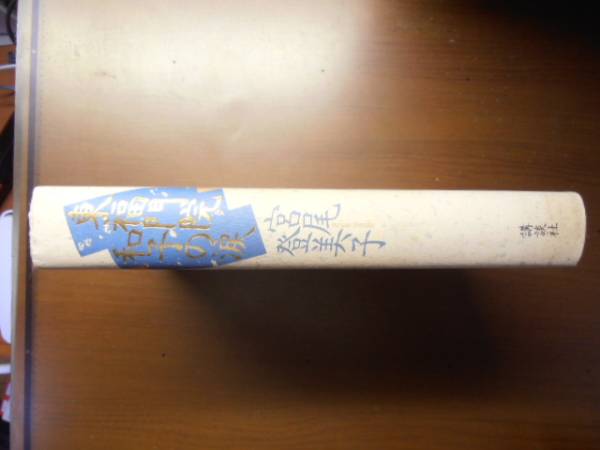 東福門院
和子の涙
宮尾
登美子
講談社